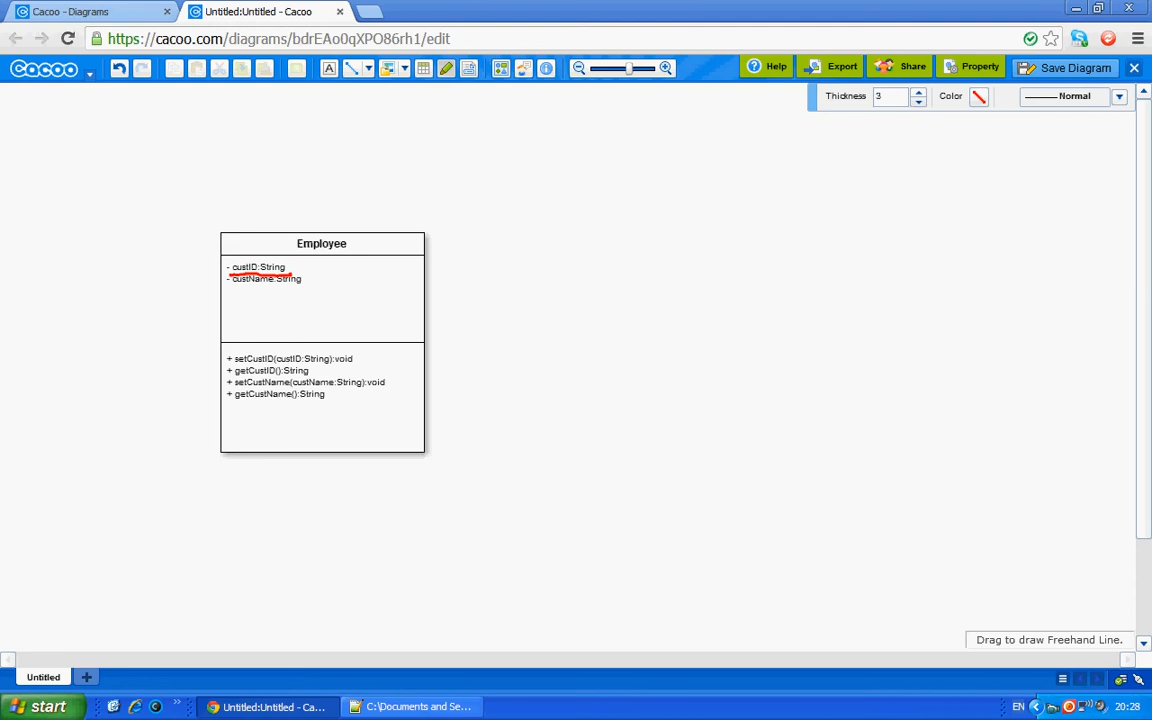 Cacoo - Diagrams
Untitled:Untitled - Cacoo
https://cacoo.com/diagrams/bdrEAo0qXPO86rh1/edit
Cacoo
Help
Export
Share
Property
Save Diagram
Thickness 3
Color
Normal
Employee
- custID:String
- custName:String
+ setCustID(custID:String):void
+ getCustID():String
+ setCustName(custName:String):void
+ getCustName():String
Drag to draw Freehand Line.
Untitled
start
Untitled:Untitled - Ca...
C:\Documents and Se...
EN
20:28